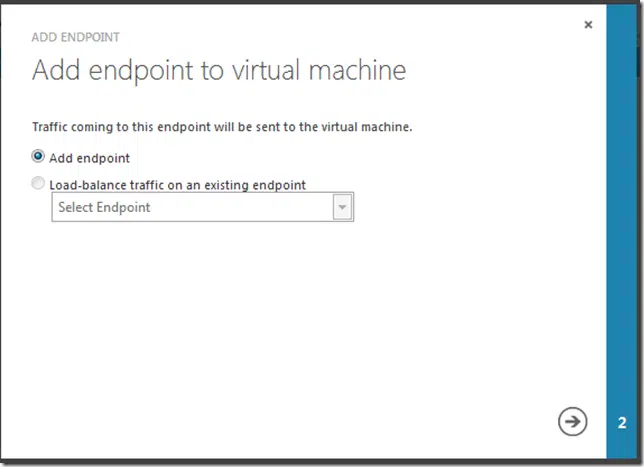 ADD ENDPOINT
Add endpoint to virtual machine
Traffic coming to this endpoint will be sent to the virtual machine.
Add endpoint
Load-balance traffic on an existing endpoint
Select Endpoint
2